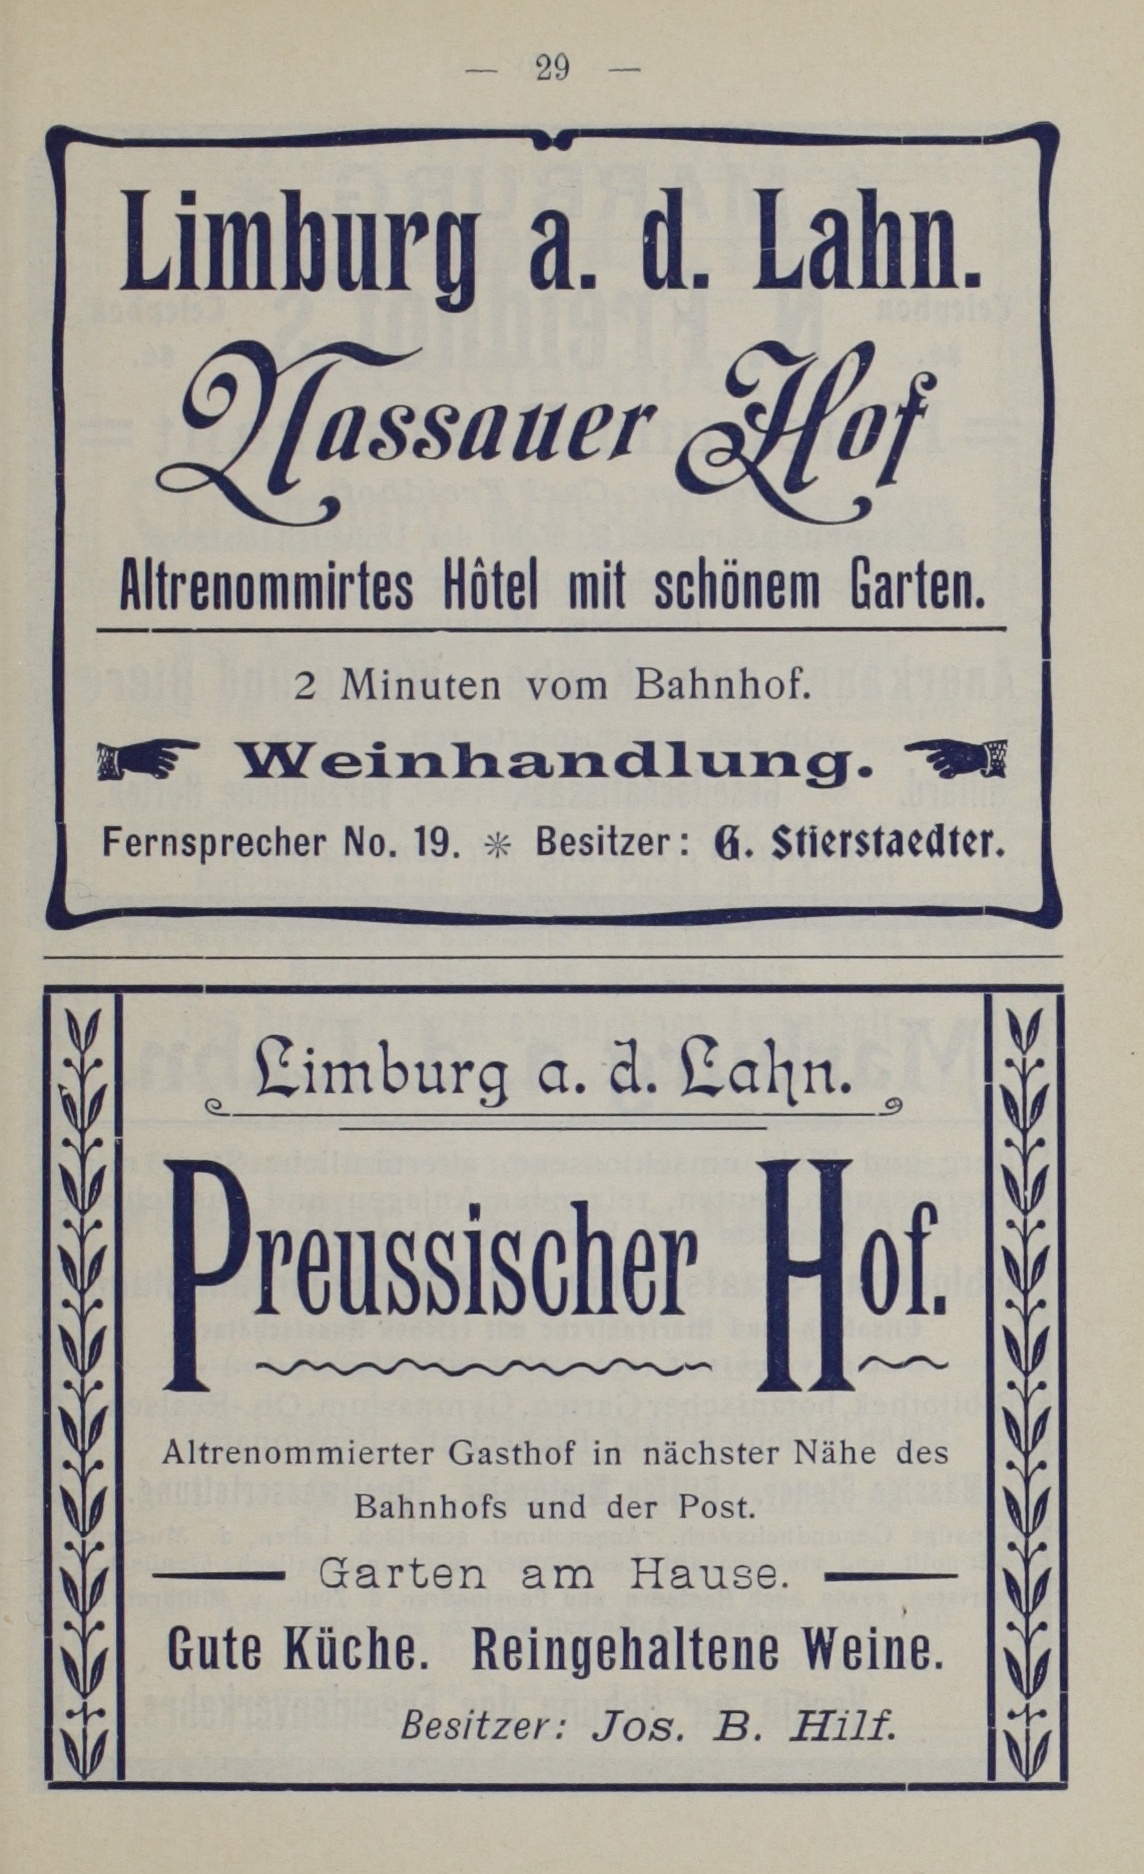 — 29 —
Limburg a. d. Lahn.
Nassauer Hof
Altrenommirtes Hôtel mit schönem Garten.
2 Minuten vom Bahnhof.
Weinhandlung.
Fernsprecher No. 19. * Besitzer: G. Stierstaedter.
Limburg a. d. Lahn.
Preussischer Hof.
Altrenommierter Gasthof in nächster Nähe des
Bahnhofs und der Post.
Garten am Hause.
Gute Küche. Reingehaltene Weine.
Besitzer: Jos. B. Hilf.